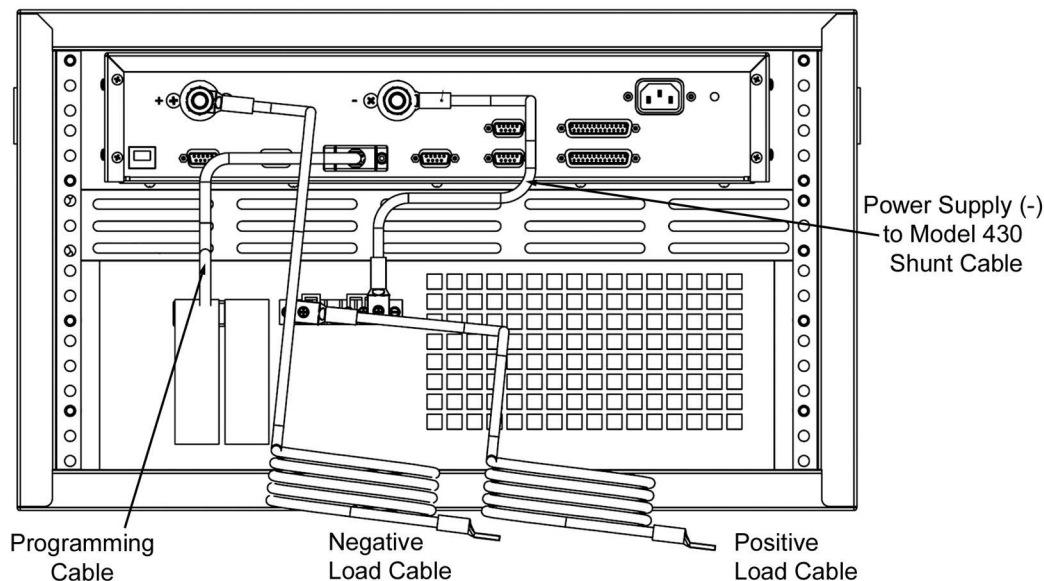 +
-
Power Supply (-)
to Model 430
Shunt Cable
Programming
Cable
Negative
Load Cable
Positive
Load Cable